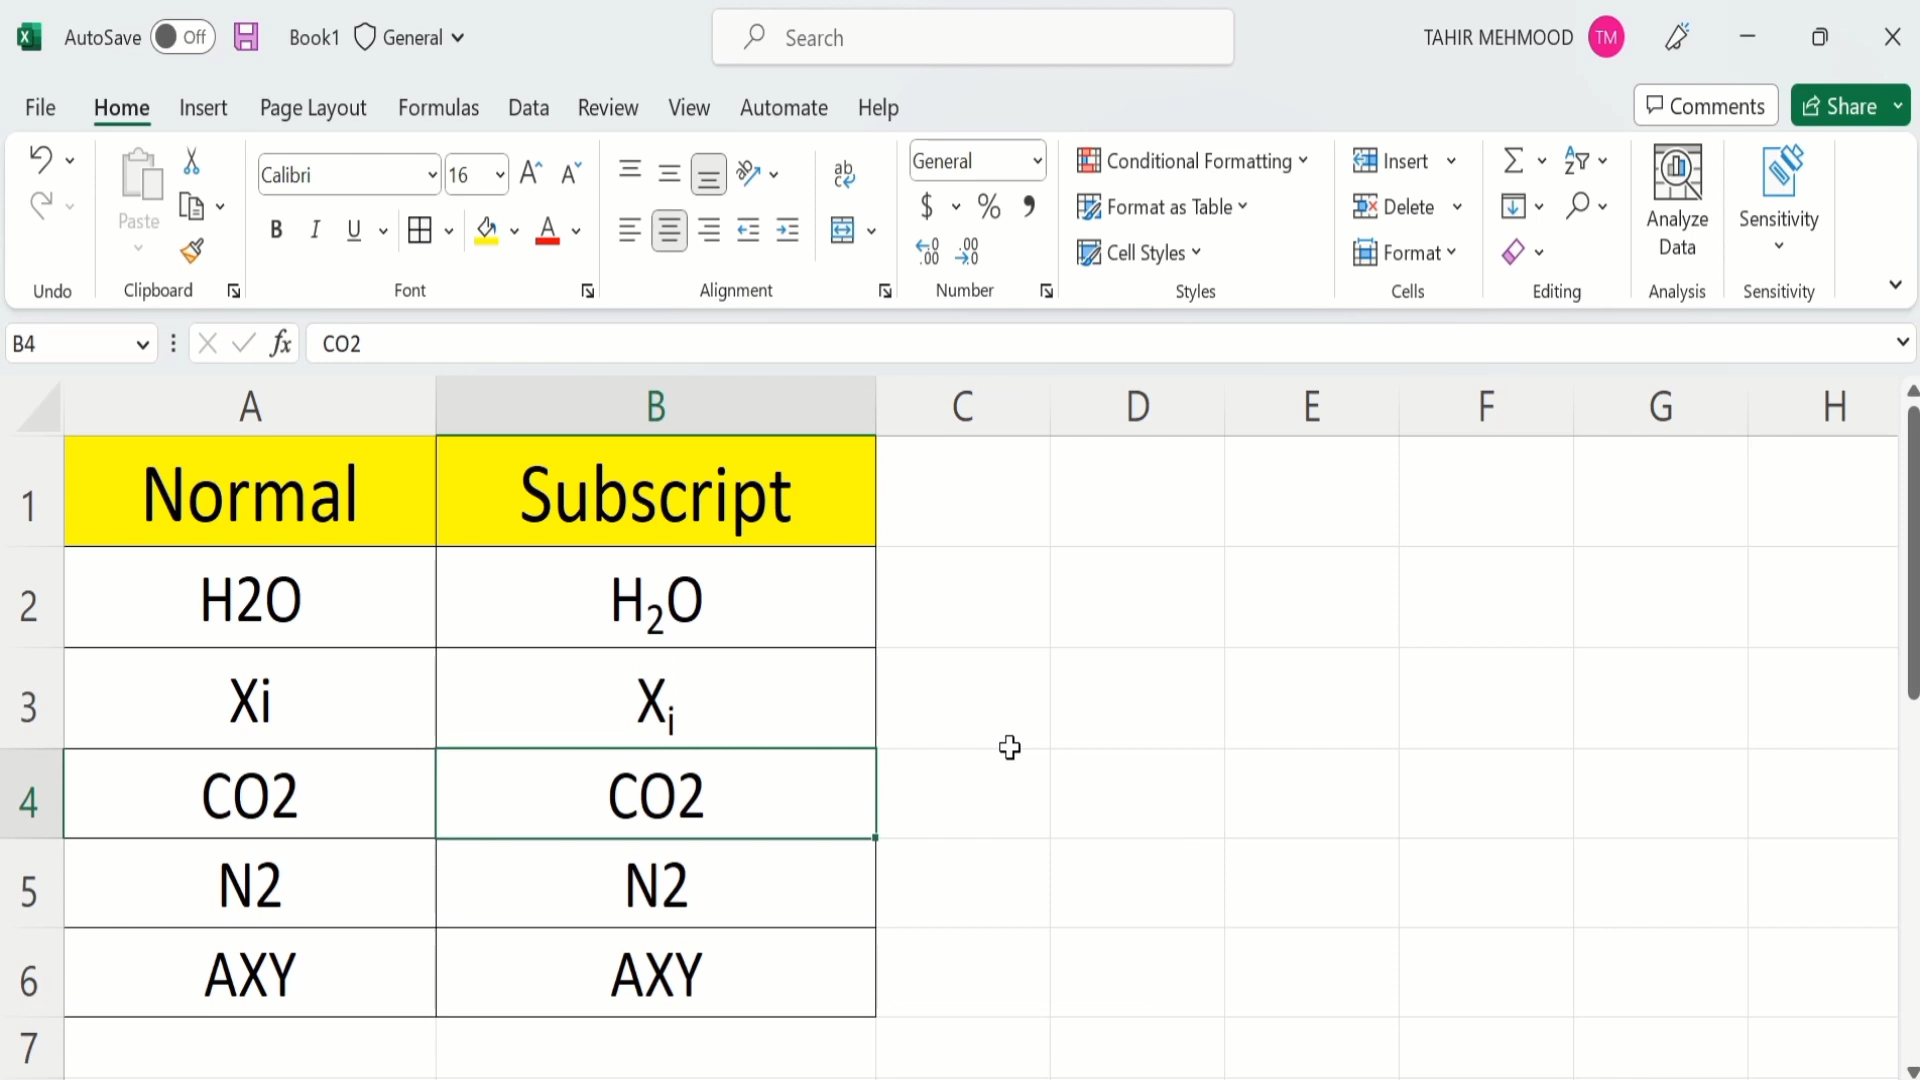 AutoSave Off Book1 General Search TAHIR MEHMOOD TM
File Home Insert Page Layout Formulas Data Review View Automate Help Comments Share
Paste Calibri 16 A^ Aˇ ab General Conditional Formatting Insert Σ Analyze Data Sensitivity
$ % , Format as Table Delete
B I U A Cell Styles Format
Undo Clipboard Font Alignment Number Styles Cells Editing Analysis Sensitivity
B4 fx CO2
A B C D E F G H
1 Normal Subscript
2 H2O H₂O
3 Xi Xᵢ
4 CO2 CO2
5 N2 N2
6 AXY AXY
7